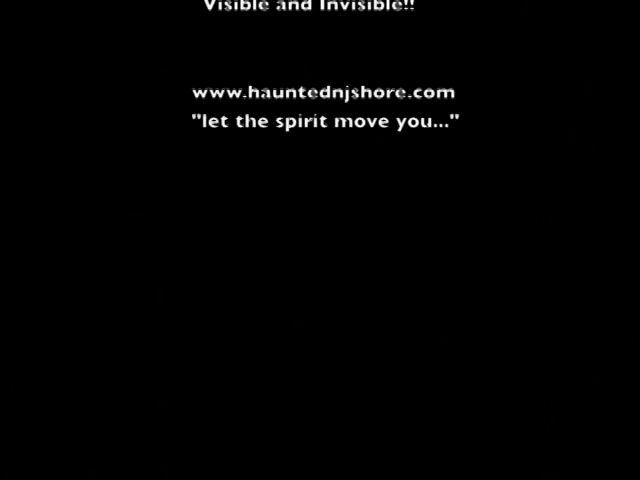 Visible and Invisible!!
www.hauntednjshore.com
"let the spirit move you..."